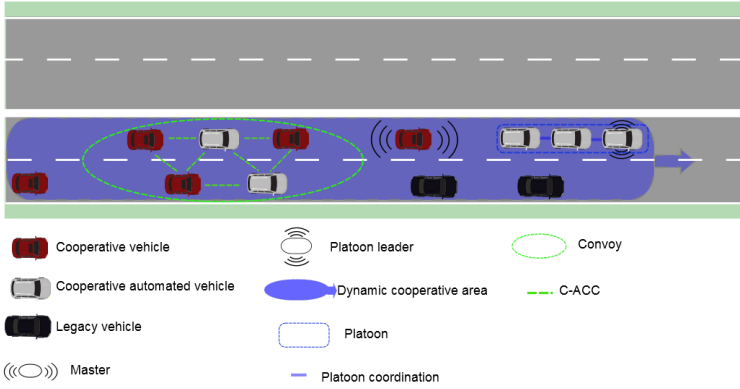 Cooperative vehicle
Platoon leader
Convoy
Cooperative automated vehicle
Dynamic cooperative area
C-ACC
Legacy vehicle
Platoon
Master
Platoon coordination